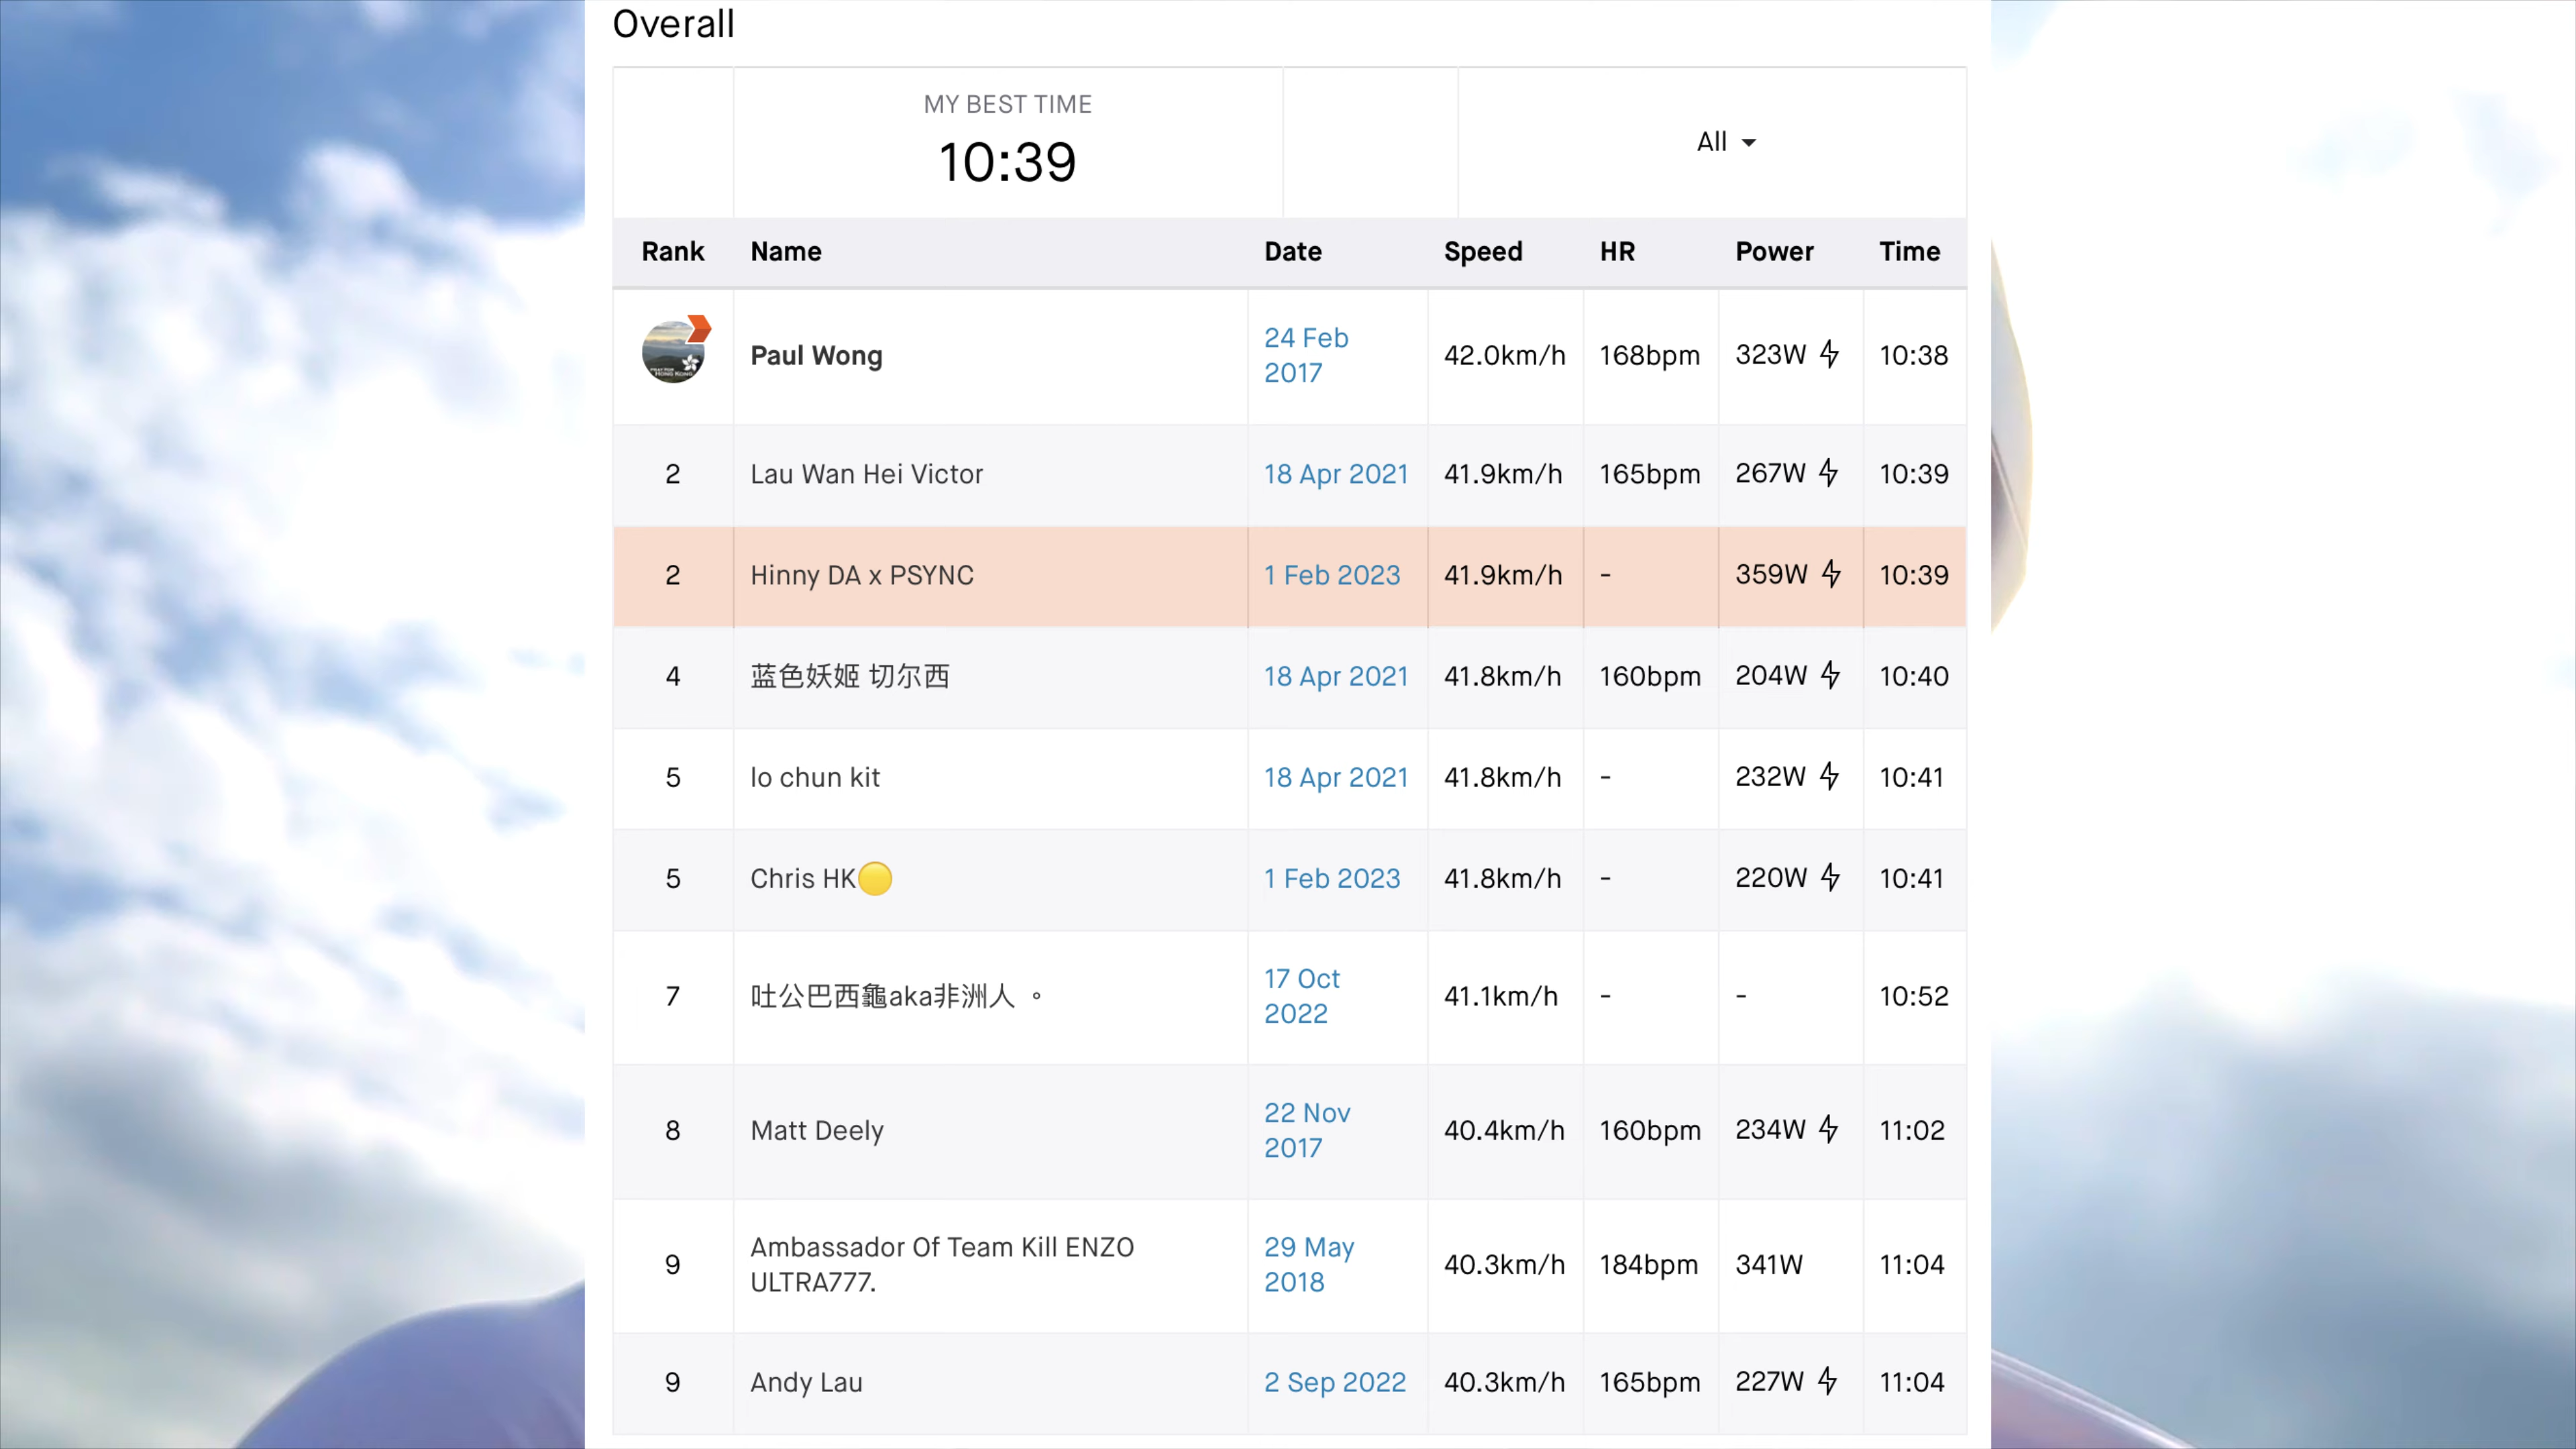 Overall
MY BEST TIME
10:39
All
Rank Name Date Speed HR Power Time
Paul Wong 24 Feb 2017 42.0km/h 168bpm 323W 10:38
2 Lau Wan Hei Victor 18 Apr 2021 41.9km/h 165bpm 267W 10:39
2 Hinny DA x PSYNC 1 Feb 2023 41.9km/h - 359W 10:39
4 蓝色妖姬 切尔西 18 Apr 2021 41.8km/h 160bpm 204W 10:40
5 lo chun kit 18 Apr 2021 41.8km/h - 232W 10:41
5 Chris HK🟡 1 Feb 2023 41.8km/h - 220W 10:41
7 吐公巴西龜aka非洲人 。 17 Oct 2022 41.1km/h - - 10:52
8 Matt Deely 22 Nov 2017 40.4km/h 160bpm 234W 11:02
9 Ambassador Of Team Kill ENZO ULTRA777. 29 May 2018 40.3km/h 184bpm 341W 11:04
9 Andy Lau 2 Sep 2022 40.3km/h 165bpm 227W 11:04